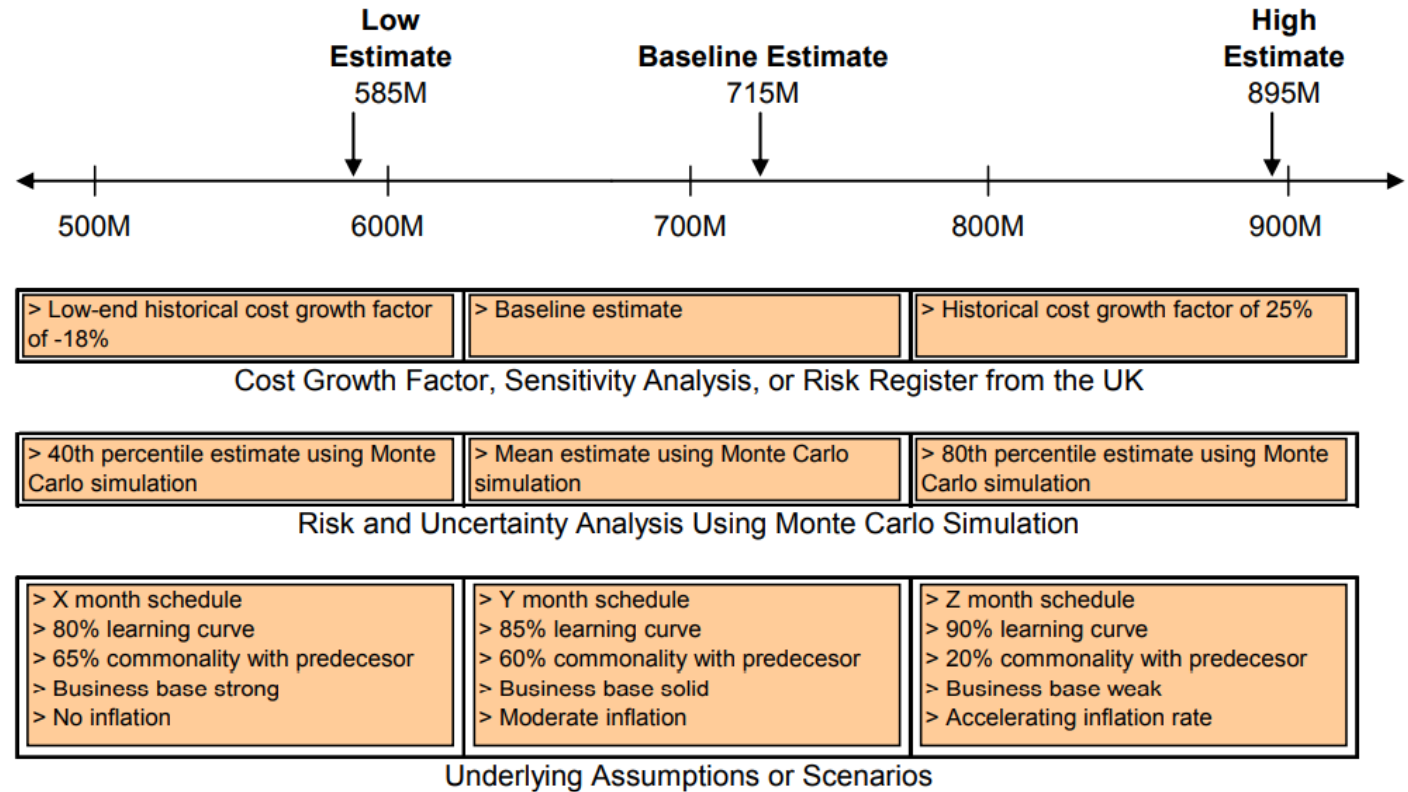 Low
Estimate
585M
Baseline Estimate
715M
High
Estimate
895M
500M
600M
700M
800M
900M
> Low-end historical cost growth factor
of -18%
> Baseline estimate
> Historical cost growth factor of 25%
Cost Growth Factor, Sensitivity Analysis, or Risk Register from the UK
> 40th percentile estimate using Monte
Carlo simulation
> Mean estimate using Monte Carlo
simulation
> 80th percentile estimate using Monte
Carlo simulation
Risk and Uncertainty Analysis Using Monte Carlo Simulation
> X month schedule
> 80% learning curve
> 65% commonality with predecesor
> Business base strong
> No inflation
> Y month schedule
> 85% learning curve
> 60% commonality with predecesor
> Business base solid
> Moderate inflation
> Z month schedule
> 90% learning curve
> 20% commonality with predecesor
> Business base weak
> Accelerating inflation rate
Underlying Assumptions or Scenarios